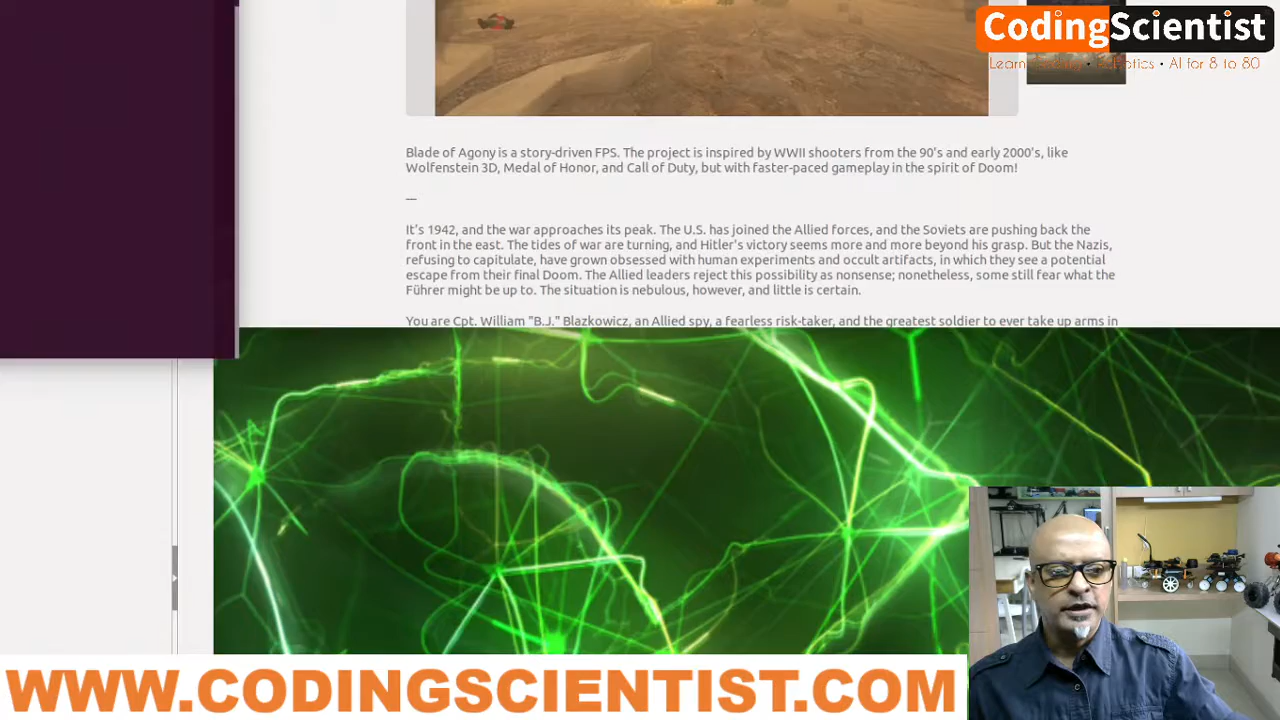 CodingScientist
AI for 8 to 80
Blade of Agony is a story-driven FPS. The project is inspired by WWII shooters from the 90's and early 2000's, like
Wolfenstein 3D, Medal of Honor, and Call of Duty, but with faster-paced gameplay in the spirit of Doom!
—
It's 1942, and the war approaches its peak. The U.S. has joined the Allied forces, and the Soviets are pushing back the
front in the east. The tides of war are turning, and Hitler's victory seems more and more beyond his grasp. But the Nazis,
refusing to capitulate, have grown obsessed with human experiments and occult artifacts, in which they see a potential
escape from their final Doom. The Allied leaders reject this possibility as nonsense; nonetheless, some still fear what the
Führer might be up to. The situation is nebulous, however, and little is certain.
You are Cpt. William "B.J." Blazkowicz, an Allied spy, a fearless risk-taker, and the greatest soldier to ever take up arms in
WWW.CODINGSCIENTIST.COM